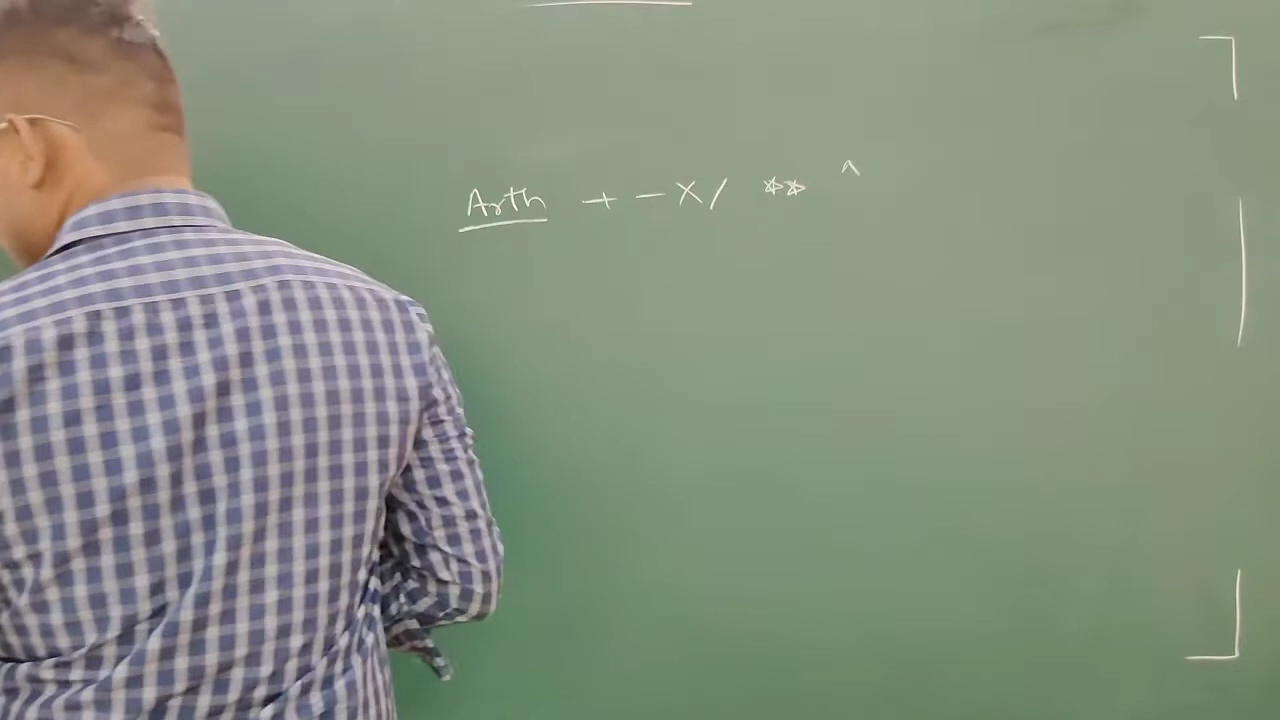 Arth + - × / ** ^